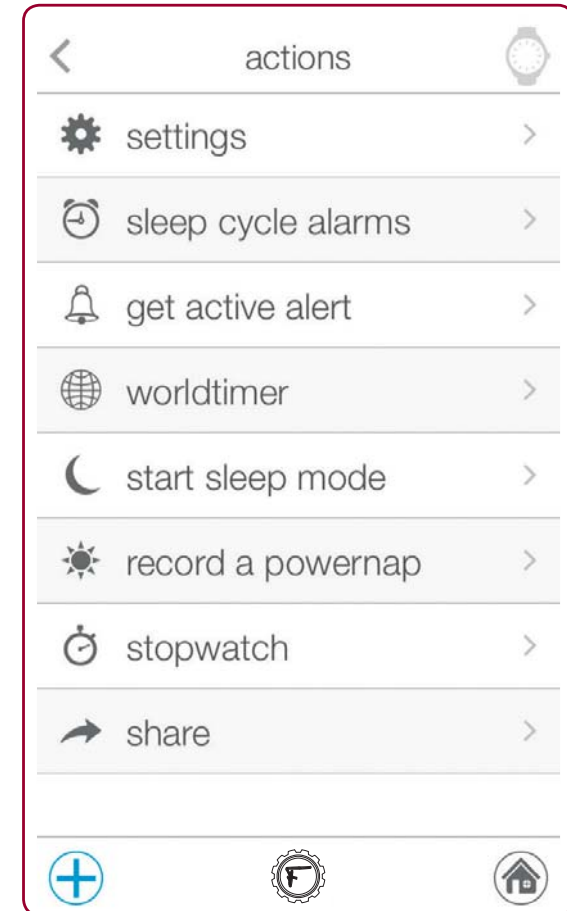 actions
settings
sleep cycle alarms
get active alert
worldtimer
start sleep mode
record a powernap
stopwatch
share
F